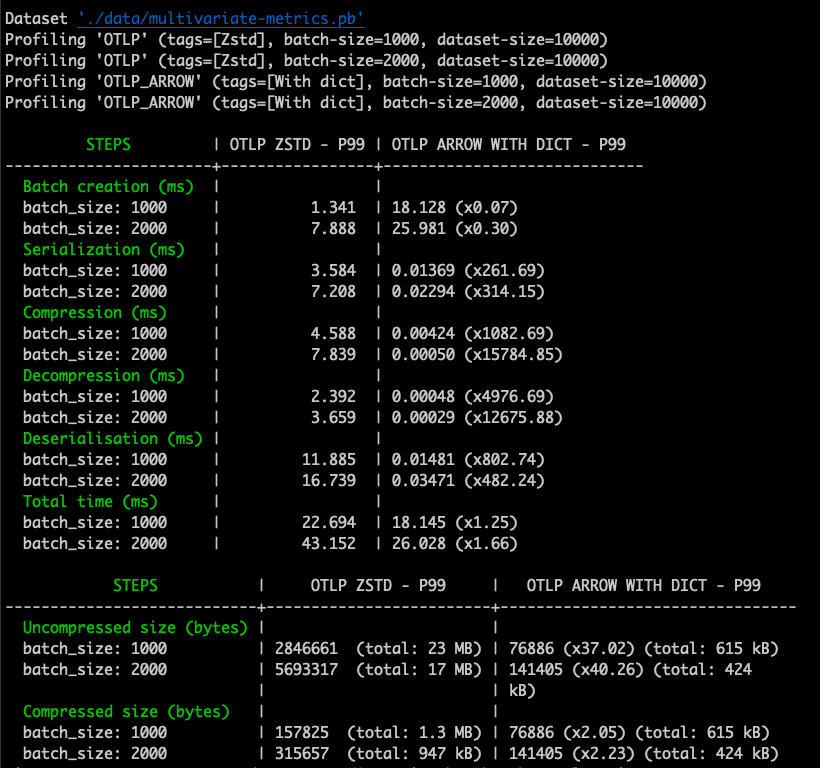 Dataset './data/multivariate-metrics.pb'
Profiling 'OTLP' (tags=[Zstd], batch-size=1000, dataset-size=10000)
Profiling 'OTLP' (tags=[Zstd], batch-size=2000, dataset-size=10000)
Profiling 'OTLP_ARROW' (tags=[With dict], batch-size=1000, dataset-size=10000)
Profiling 'OTLP_ARROW' (tags=[With dict], batch-size=2000, dataset-size=10000)
STEPS | OTLP ZSTD - P99 | OTLP ARROW WITH DICT - P99
-----------------------+-----------------+-----------------------------
Batch creation (ms) | |
batch_size: 1000 | 1.341 | 18.128 (x0.07)
batch_size: 2000 | 7.888 | 25.981 (x0.30)
Serialization (ms) | |
batch_size: 1000 | 3.584 | 0.01369 (x261.69)
batch_size: 2000 | 7.208 | 0.02294 (x314.15)
Compression (ms) | |
batch_size: 1000 | 4.588 | 0.00424 (x1082.69)
batch_size: 2000 | 7.839 | 0.00050 (x15784.85)
Decompression (ms) | |
batch_size: 1000 | 2.392 | 0.00048 (x4976.69)
batch_size: 2000 | 3.659 | 0.00029 (x12675.88)
Deserialisation (ms) | |
batch_size: 1000 | 11.885 | 0.01481 (x802.74)
batch_size: 2000 | 16.739 | 0.03471 (x482.24)
Total time (ms) | |
batch_size: 1000 | 22.694 | 18.145 (x1.25)
batch_size: 2000 | 43.152 | 26.028 (x1.66)
STEPS | OTLP ZSTD - P99 | OTLP ARROW WITH DICT - P99
----------------------------+-------------------------+---------------------------------
Uncompressed size (bytes) | |
batch_size: 1000 | 2846661 (total: 23 MB) | 76886 (x37.02) (total: 615 kB)
batch_size: 2000 | 5693317 (total: 17 MB) | 141405 (x40.26) (total: 424
| | kB)
Compressed size (bytes) | |
batch_size: 1000 | 157825 (total: 1.3 MB) | 76886 (x2.05) (total: 615 kB)
batch_size: 2000 | 315657 (total: 947 kB) | 141405 (x2.23) (total: 424 kB)